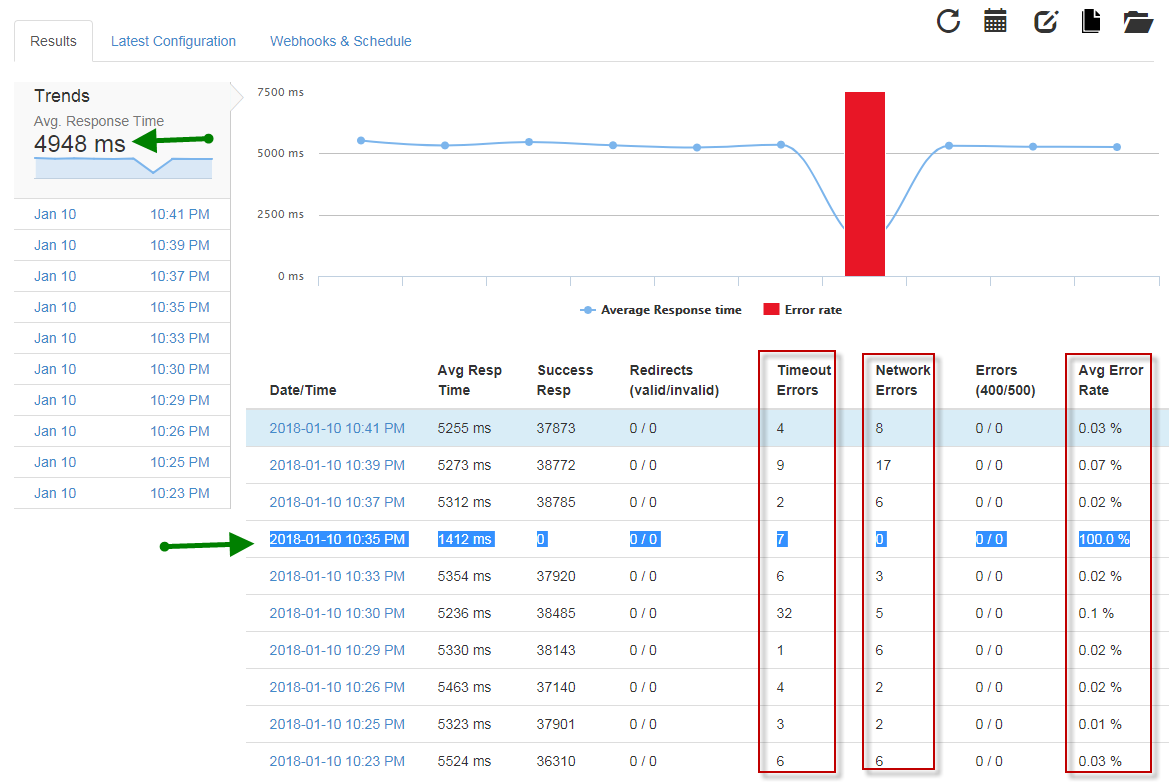 Results Latest Configuration Webhooks & Schedule
Trends
Avg. Response Time
4948 ms
Jan 10 10:41 PM
Jan 10 10:39 PM
Jan 10 10:37 PM
Jan 10 10:35 PM
Jan 10 10:33 PM
Jan 10 10:30 PM
Jan 10 10:29 PM
Jan 10 10:26 PM
Jan 10 10:25 PM
Jan 10 10:23 PM
7500 ms
5000 ms
2500 ms
0 ms
Average Response time Error rate
Avg Resp Success Redirects Timeout Network Errors Avg Error
Date/Time Time Resp (valid/invalid) Errors Errors (400/500) Rate
2018-01-10 10:41 PM 5255 ms 37873 0 / 0 4 8 0 / 0 0.03 %
2018-01-10 10:39 PM 5273 ms 38772 0 / 0 9 17 0 / 0 0.07 %
2018-01-10 10:37 PM 5312 ms 38785 0 / 0 2 6 0 / 0 0.02 %
2018-01-10 10:35 PM 1412 ms 0 0 / 0 7 0 0 / 0 100.0 %
2018-01-10 10:33 PM 5354 ms 37920 0 / 0 6 3 0 / 0 0.02 %
2018-01-10 10:30 PM 5236 ms 38485 0 / 0 32 5 0 / 0 0.1 %
2018-01-10 10:29 PM 5330 ms 38143 0 / 0 1 6 0 / 0 0.02 %
2018-01-10 10:26 PM 5463 ms 37140 0 / 0 4 2 0 / 0 0.02 %
2018-01-10 10:25 PM 5323 ms 37901 0 / 0 3 2 0 / 0 0.01 %
2018-01-10 10:23 PM 5524 ms 36310 0 / 0 6 6 0 / 0 0.03 %